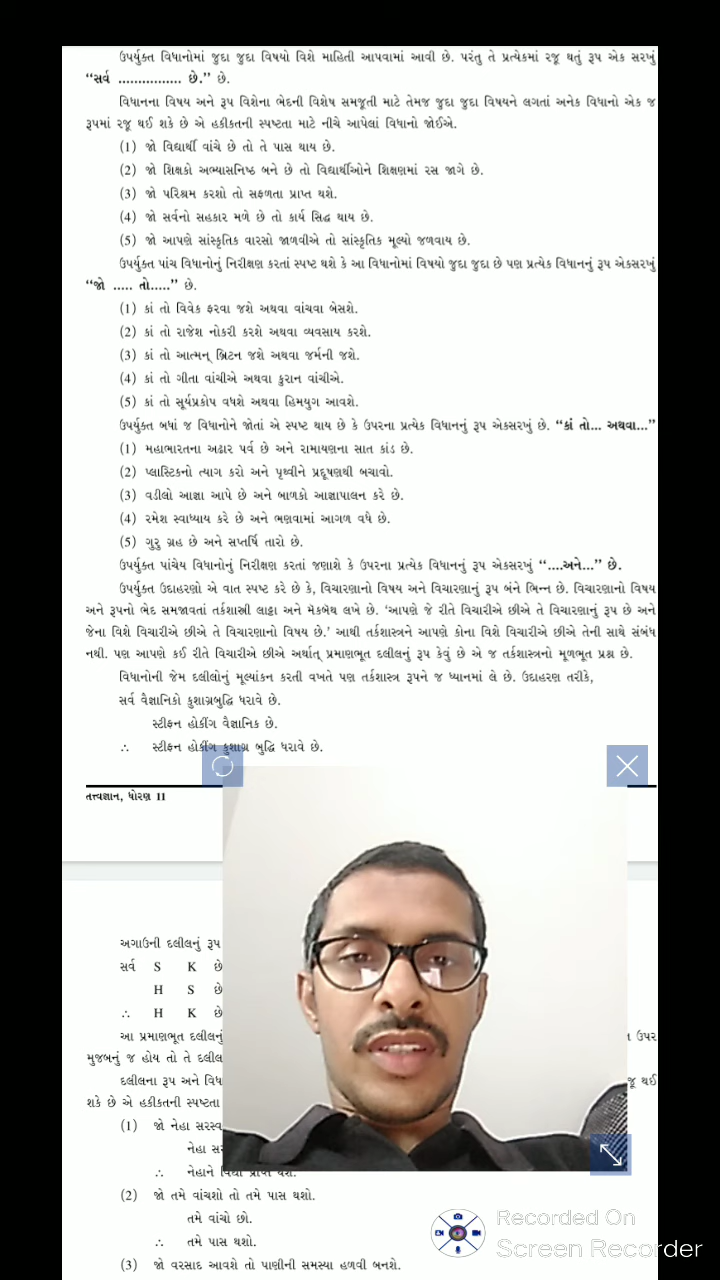 ઉપર્યુક્ત વિધાનોમાં જુદા જુદા વિષયો વિશે માહિતી આપવામાં આવી છે. પરંતુ તે પ્રત્યેકમાં રજૂ થતું રૂપ એક સરખું
“સર્વ ................ છે.” છે.
વિધાનના વિષય અને રૂપ વિશેના ભેદની વિશેષ સમજૂતી માટે તેમજ જુદા જુદા વિષયને લગતાં અનેક વિધાનો એક જ
રૂપમાં રજૂ થઈ શકે છે એ હકીકતની સ્પષ્ટતા માટે નીચે આપેલાં વિધાનો જોઈએ.
(1) જો વિદ્યાર્થી વાંચે છે તો તે પાસ થાય છે.
(2) જો શિક્ષકો અભ્યાસનિષ્ઠ બને છે તો વિદ્યાર્થીઓને શિક્ષણમાં રસ જાગે છે.
(3) જો પરિશ્રમ કરશો તો સફળતા પ્રાપ્ત થશે.
(4) જો સર્વનો સહકાર મળે છે તો કાર્ય સિદ્ધ થાય છે.
(5) જો આપણે સાંસ્કૃતિક વારસો જાળવીએ તો સાંસ્કૃતિક મૂલ્યો જળવાય છે.
ઉપર્યુક્ત પાંચ વિધાનોનું નિરીક્ષણ કરતાં સ્પષ્ટ થશે કે આ વિધાનોમાં વિષયો જુદા જુદા છે પણ પ્રત્યેક વિધાનનું રૂપ એકસરખું
“જો ..... તો.....” છે.
(1) કાં તો વિવેક ફરવા જશે અથવા વાંચવા બેસશે.
(2) કાં તો રાજેશ નોકરી કરશે અથવા વ્યવસાય કરશે.
(3) કાં તો આત્મન્ બ્રિટન જશે અથવા જર્મની જશે.
(4) કાં તો ગીતા વાંચીએ અથવા કુરાન વાંચીએ.
(5) કાં તો સૂર્યપ્રકોપ વધશે અથવા હિમયુગ આવશે.
ઉપર્યુક્ત બધાં જ વિધાનોને જોતાં એ સ્પષ્ટ થાય છે કે ઉપરના પ્રત્યેક વિધાનનું રૂપ એકસરખું છે. “કાં તો... અથવા...”
(1) મહાભારતના અઢાર પર્વ છે અને રામાયણના સાત કાંડ છે.
(2) પ્લાસ્ટિકનો ત્યાગ કરો અને પૃથ્વીને પ્રદૂષણથી બચાવો.
(3) વડીલો આજ્ઞા આપે છે અને બાળકો આજ્ઞાપાલન કરે છે.
(4) રમેશ સ્વાધ્યાય કરે છે અને ભણવામાં આગળ વધે છે.
(5) ગુરુ ગ્રહ છે અને સપ્તર્ષિ તારો છે.
ઉપર્યુક્ત પાંચેય વિધાનોનું નિરીક્ષણ કરતાં જણાશે કે ઉપરના પ્રત્યેક વિધાનનું રૂપ એકસરખું “....અને...” છે.
ઉપર્યુક્ત ઉદાહરણો એ વાત સ્પષ્ટ કરે છે કે, વિચારણાનો વિષય અને વિચારણાનું રૂપ બંને ભિન્ન છે. વિચારણાનો વિષય
અને રૂપનો ભેદ સમજાવતાં તર્કશાસ્ત્રી લાટ્ટા અને મેકબેથ લખે છે. ‘આપણે જે રીતે વિચારીએ છીએ તે વિચારણાનું રૂપ છે અને
જેના વિશે વિચારીએ છીએ તે વિચારણાનો વિષય છે.’ આથી તર્કશાસ્ત્રને આપણે કોના વિશે વિચારીએ છીએ તેની સાથે સંબંધ
નથી. પણ આપણે કઈ રીતે વિચારીએ છીએ અર્થાત્ પ્રમાણભૂત દલીલનું રૂપ કેવું છે એ જ તર્કશાસ્ત્રનો મૂળભૂત પ્રશ્ન છે.
વિધાનોની જેમ દલીલોનું મૂલ્યાંકન કરતી વખતે પણ તર્કશાસ્ત્ર રૂપને જ ધ્યાનમાં લે છે. ઉદાહરણ તરીકે,
સર્વ વૈજ્ઞાનિકો કુશાગ્રબુદ્ધિ ધરાવે છે.
સ્ટીફન હોકીંગ વૈજ્ઞાનિક છે.
∴ સ્ટીફન હોકીંગ કુશાગ્ર બુદ્ધિ ધરાવે છે.
તત્ત્વજ્ઞાન, ધોરણ 11
અગાઉની દલીલનું રૂપ
સર્વ S K છે
H S છે
∴ H K છે
આ પ્રમાણભૂત દલીલનું ઉપર
મુજબનું જ હોય તો તે દલીલ
દલીલના રૂપ અને થઈ
શકે છે એ હકીકતની સ્પષ્ટતા
(1) જો નેહા
નેહા
∴ નેહાને વિદ્યા પ્રાપ્ત થશે.
(2) જો તમે વાંચશો તો તમે પાસ થશો.
તમે વાંચો છો.
∴ તમે પાસ થશો.
(3) જો વરસાદ આવશે તો પાણીની સમસ્યા હળવી બનશે.
Recorded On
Screen Recorder